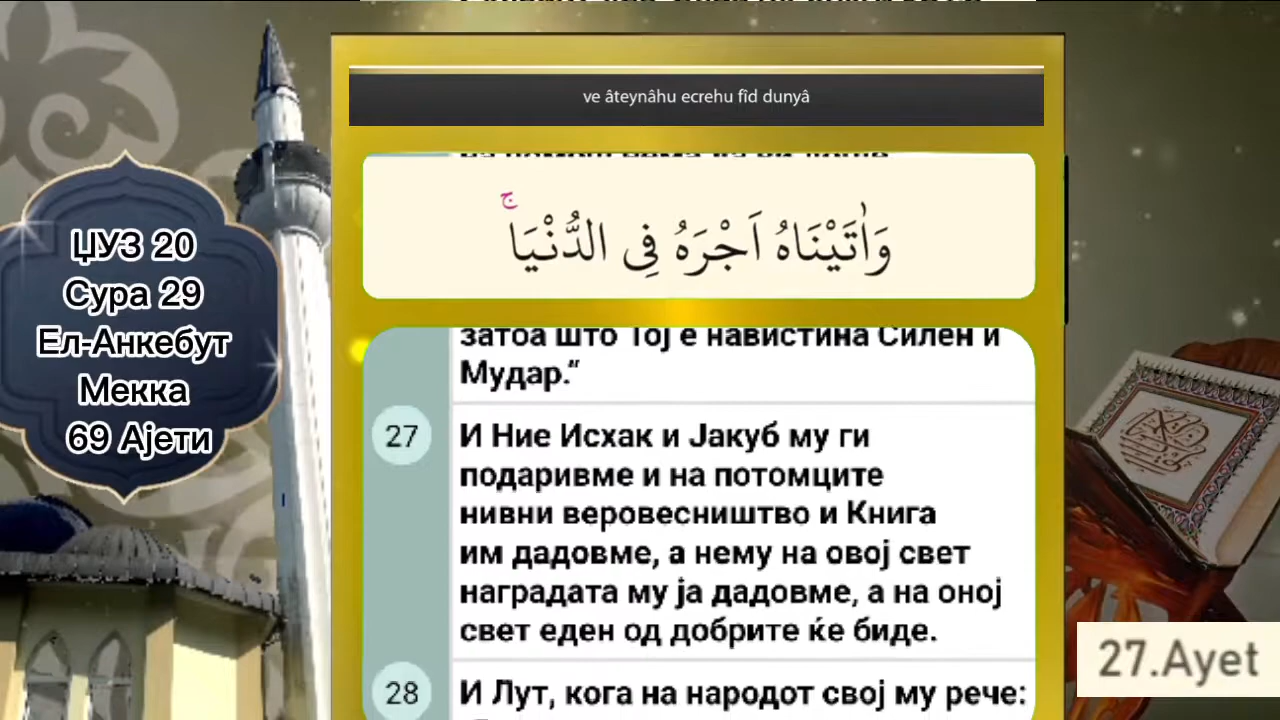 ve âteynâhu ecrehu fîd dunyâ
وَاٰتَيْنَاهُ اَجْرَهُ فِى الدُّنْيَاۚ
ЏУЗ 20
Сура 29
Ел-Анкебут
Мекка
69 Ајети
затоа што Тој е навистина Силен и
Мудар.“
27
И Ние Исхак и Јакуб му ги
подаривме и на потомците
нивни веровесништво и Книга
им дадовме, а нему на овој свет
наградата му ја дадовме, а на оној
свет еден од добрите ќе биде.
28
И Лут, кога на народот свој му рече:
27.Ayet